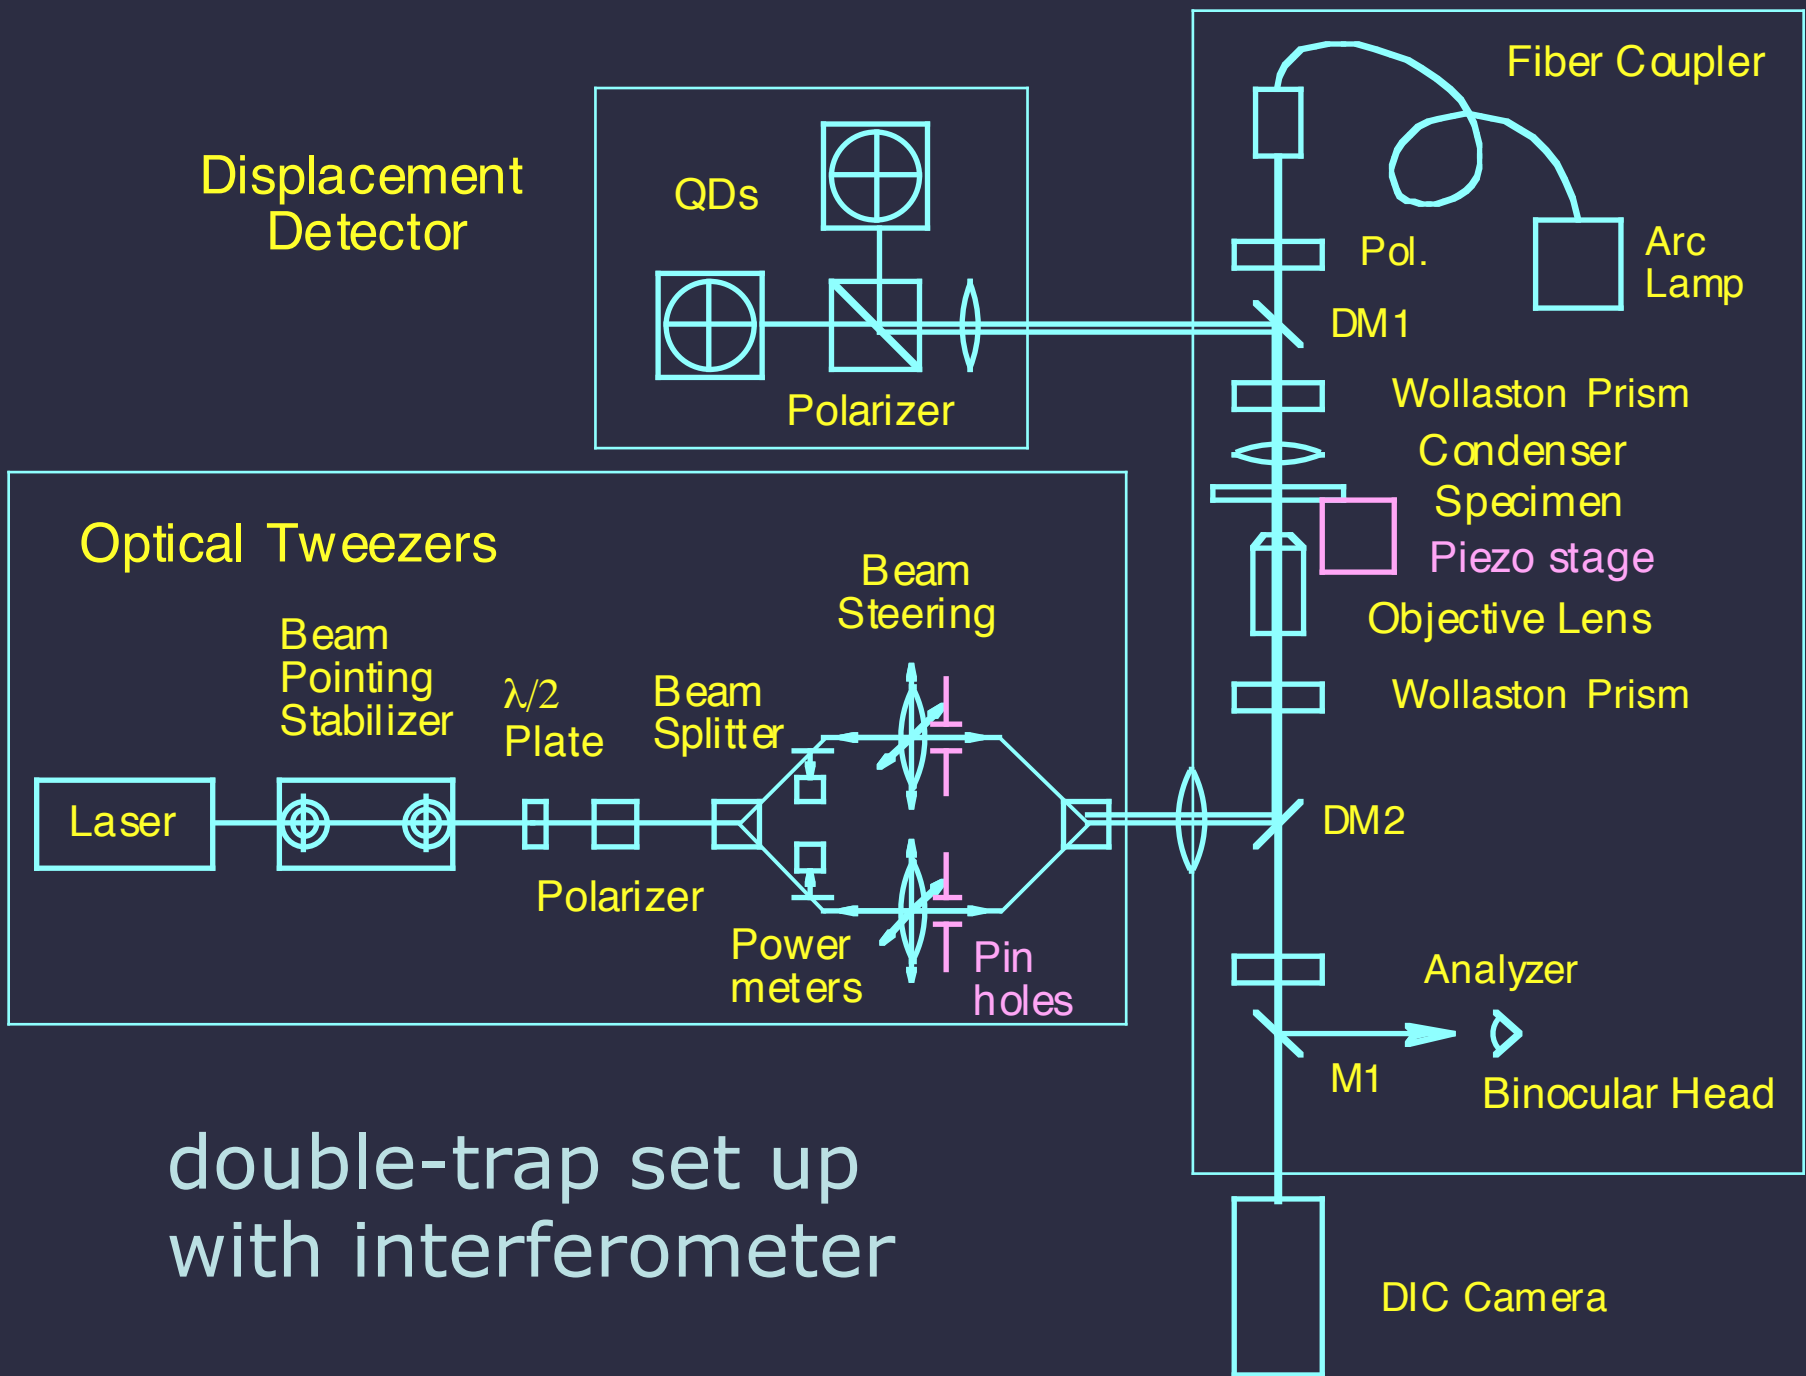 Fiber Coupler
Displacement
Detector
QDs
Pol.
Arc
Lamp
DM1
Polarizer
Wollaston Prism
Condenser
Specimen
Piezo stage
Objective Lens
Wollaston Prism
Optical Tweezers
Beam
Steering
Beam
Pointing
Stabilizer
λ/2
Plate
Beam
Splitter
Laser
DM2
Polarizer
Power
meters
Pin
holes
Analyzer
M1
Binocular Head
double-trap set up
with interferometer
DIC Camera